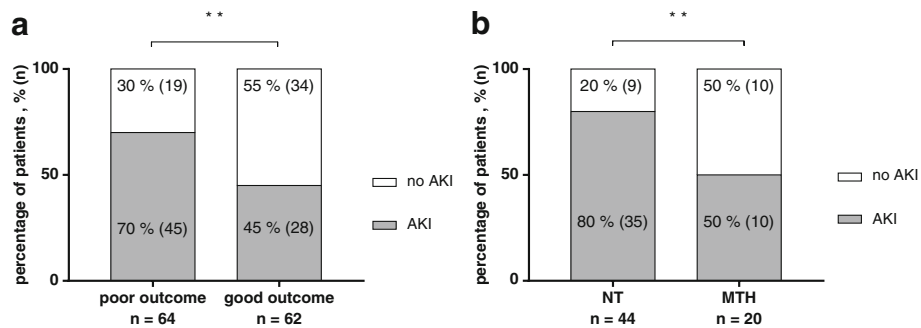 a
* *
percentage of patients , % (n)
100
50
0
30 % (19)
55 % (34)
70 % (45)
45 % (28)
no AKI
AKI
poor outcome
n = 64
good outcome
n = 62
b
* *
percentage of patients , % (n)
100
50
0
20 % (9)
50 % (10)
80 % (35)
50 % (10)
no AKI
AKI
NT
n = 44
MTH
n = 20